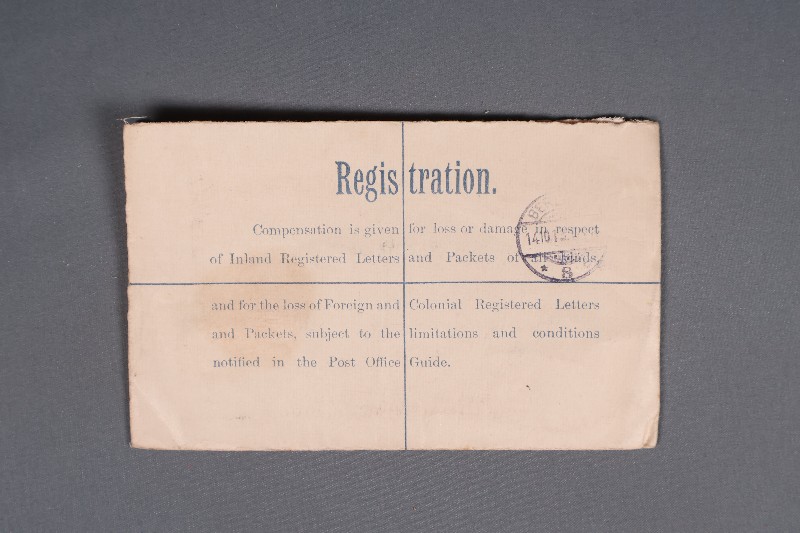 Registration.
Compensation is given for loss or damage in respect
of Inland Registered Letters and Packets of all kinds,
and for the loss of Foreign and Colonial Registered Letters
and Packets, subject to the limitations and conditions
notified in the Post Office Guide.
* 8